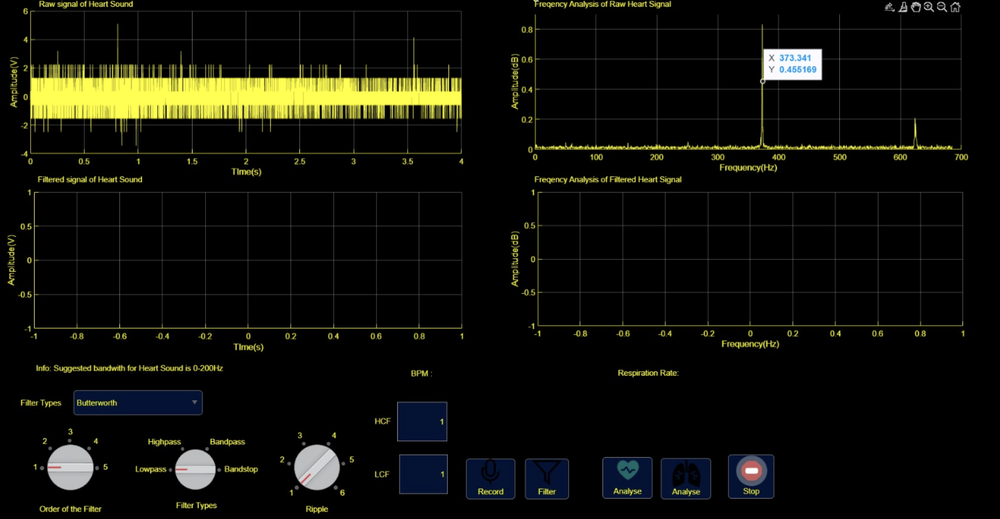 Raw signal of Heart Sound
Amplitude(V)
6
4
2
0
-2
-4
0 0.5 1 1.5 2 2.5 3 3.5 4
TIme(s)
Freqency Analysis of Raw Heart Signal
Amplitude(dB)
0.8
0.6
0.4
0.2
0
X 373.341
Y 0.455169
0 100 200 300 400 500 600 700
Frequency(Hz)
Filtered signal of Heart Sound
Amplitude(V)
1
0.5
0
-0.5
-1
-1 -0.8 -0.6 -0.4 -0.2 0 0.2 0.4 0.6 0.8 1
TIme(s)
Freqency Analysis of Filtered Heart Signal
Amplitude(dB)
1
0.5
0
-0.5
-1
-1 -0.8 -0.6 -0.4 -0.2 0 0.2 0.4 0.6 0.8 1
Frequency(Hz)
Info: Suggested bandwith for Heart Sound is 0-200Hz
BPM :
Respiration Rate:
Filter Types Butterworth
1 2 3 4 5
Order of the Filter
Lowpass Highpass Bandpass Bandstop
Filter Types
1 2 3 4 5 6
Ripple
HCF 1
LCF 1
Record
Filter
Analyse
Analyse
Stop